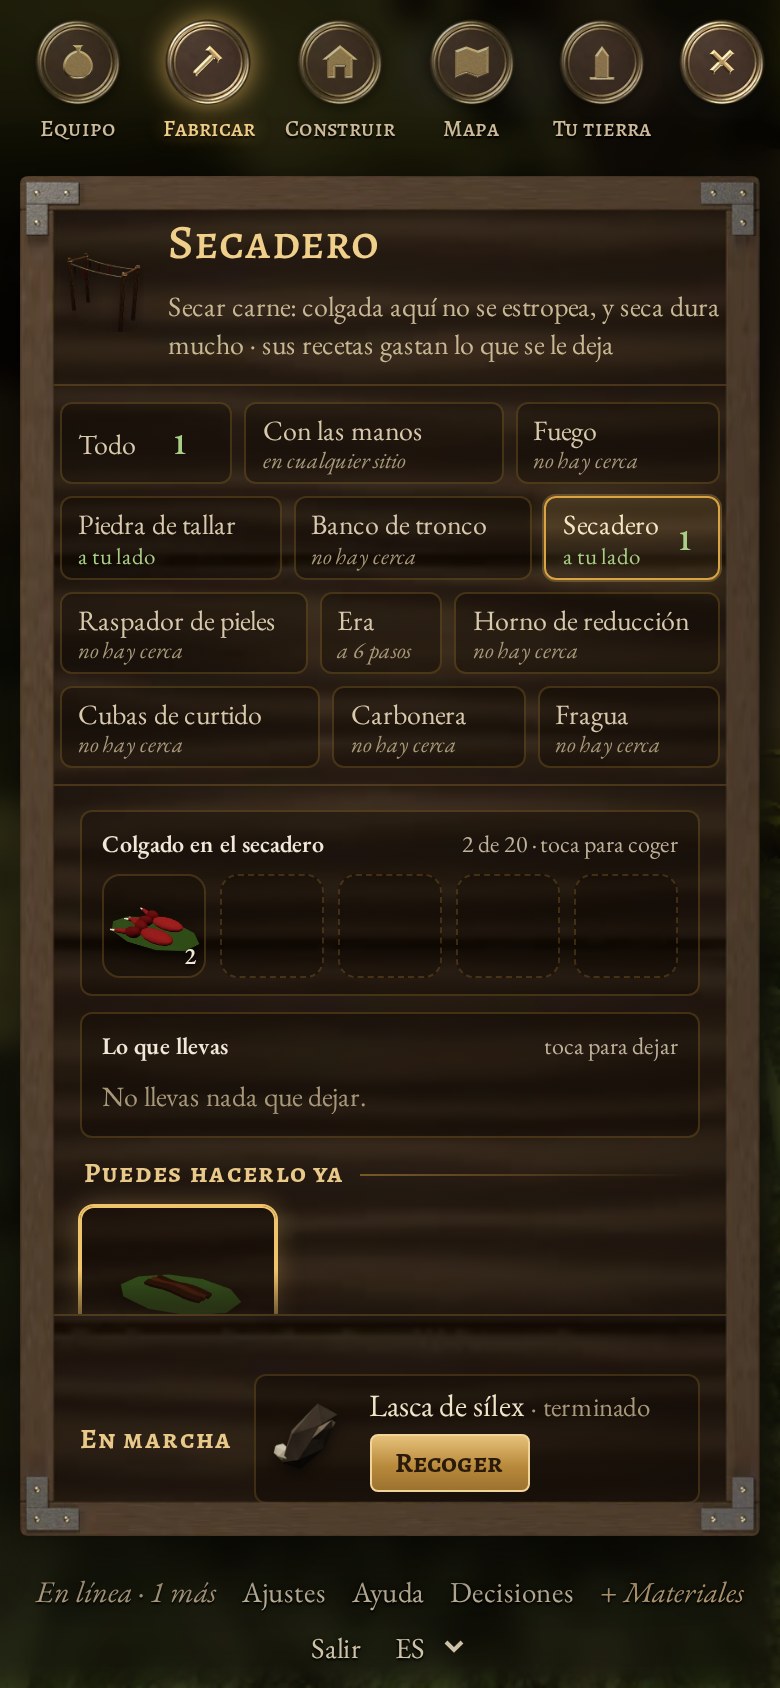 Equipo
Fabricar
Construir
Mapa
Tu tierra
Secadero
Secar carne: colgada aquí no se estropea, y seca dura
mucho · sus recetas gastan lo que se le deja
Todo 1
Con las manos
en cualquier sitio
Fuego
no hay cerca
Piedra de tallar
a tu lado
Banco de tronco
no hay cerca
Secadero 1
a tu lado
Raspador de pieles
no hay cerca
Era
a 6 pasos
Horno de reducción
no hay cerca
Cubas de curtido
no hay cerca
Carbonera
no hay cerca
Fragua
no hay cerca
Colgado en el secadero 2 de 20 · toca para coger
2
Lo que llevas toca para dejar
No llevas nada que dejar.
Puedes hacerlo ya
En marcha
Lasca de sílex · terminado
Recoger
En línea · 1 más Ajustes Ayuda Decisiones + Materiales
Salir ES